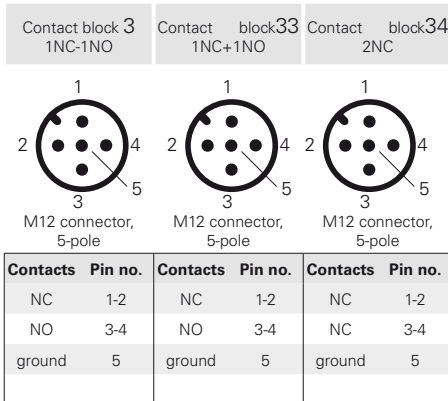 Contact block 3
1NC-1NO
Contact block33
1NC+1NO
Contact block34
2NC
1
2
4
3
5
M12 connector,
5-pole
1
2
4
3
5
M12 connector,
5-pole
1
2
4
3
5
M12 connector,
5-pole
Contacts Pin no. Contacts Pin no. Contacts Pin no.
NC 1-2 NC 1-2 NC 1-2
NO 3-4 NO 3-4 NC 3-4
ground 5 ground 5 ground 5